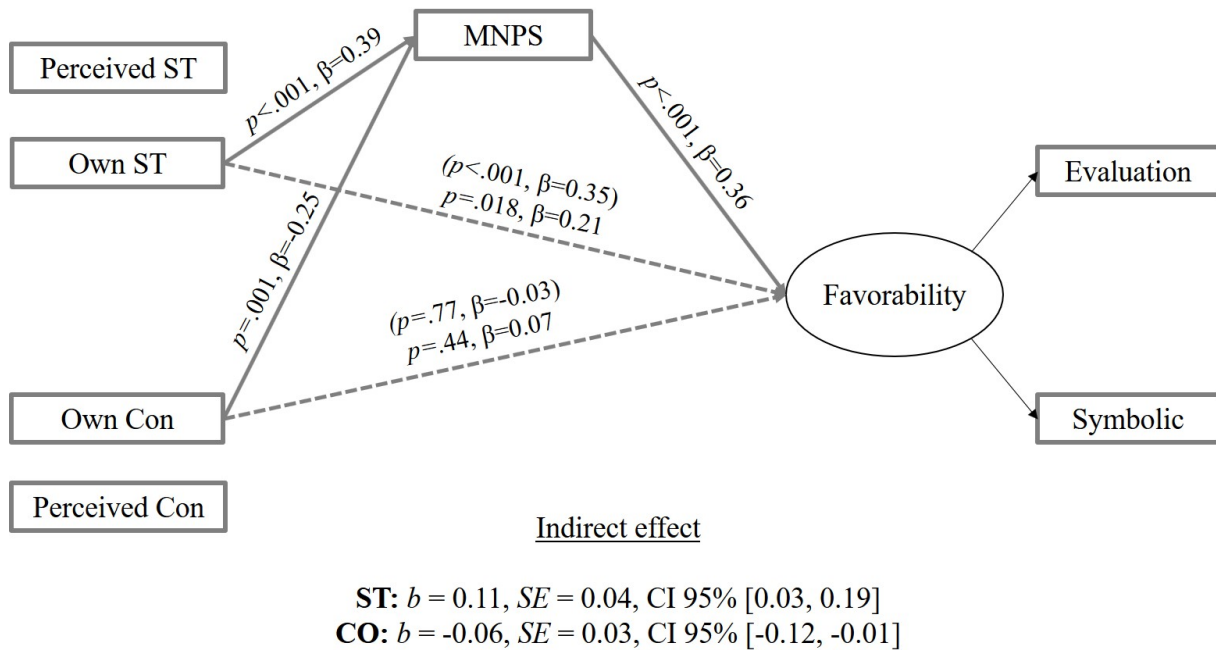 MNPS
Perceived ST
p<.001, β=0.39
p<.001, β=0.36
Own ST
(p<.001, β=0.35)
p=.018, β=0.21
Evaluation
p=.001, β=-0.25
Favorability
(p=.77, β=-0.03)
p=.44, β=0.07
Own Con
Symbolic
Perceived Con
Indirect effect
ST: b = 0.11, SE = 0.04, CI 95% [0.03, 0.19]
CO: b = -0.06, SE = 0.03, CI 95% [-0.12, -0.01]